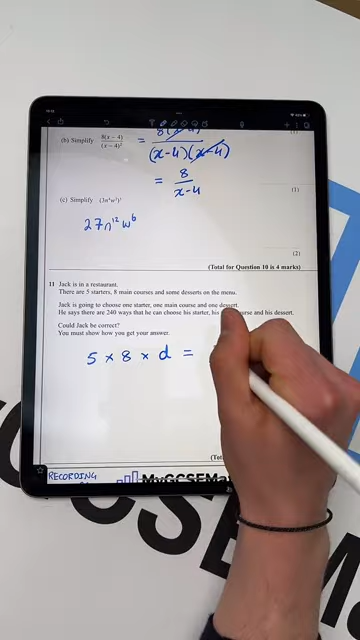 8(x-4)
(b) Simplify 8(x − 4)/(x − 4)² = (x-4)(x-4)
= 8/(x-4)
(1)
(c) Simplify (3n⁴w²)³
27n¹²w⁶
(2)
(Total for Question 10 is 4 marks)
11 Jack is in a restaurant.
There are 5 starters, 8 main courses and some desserts on the menu.
Jack is going to choose one starter, one main course and one dessert.
He says there are 240 ways that he can choose his starter, his course and his dessert.
Could Jack be correct?
You must show how you get your answer.
5 × 8 × d =
(Tot
RECORDING
MyGCSEMat